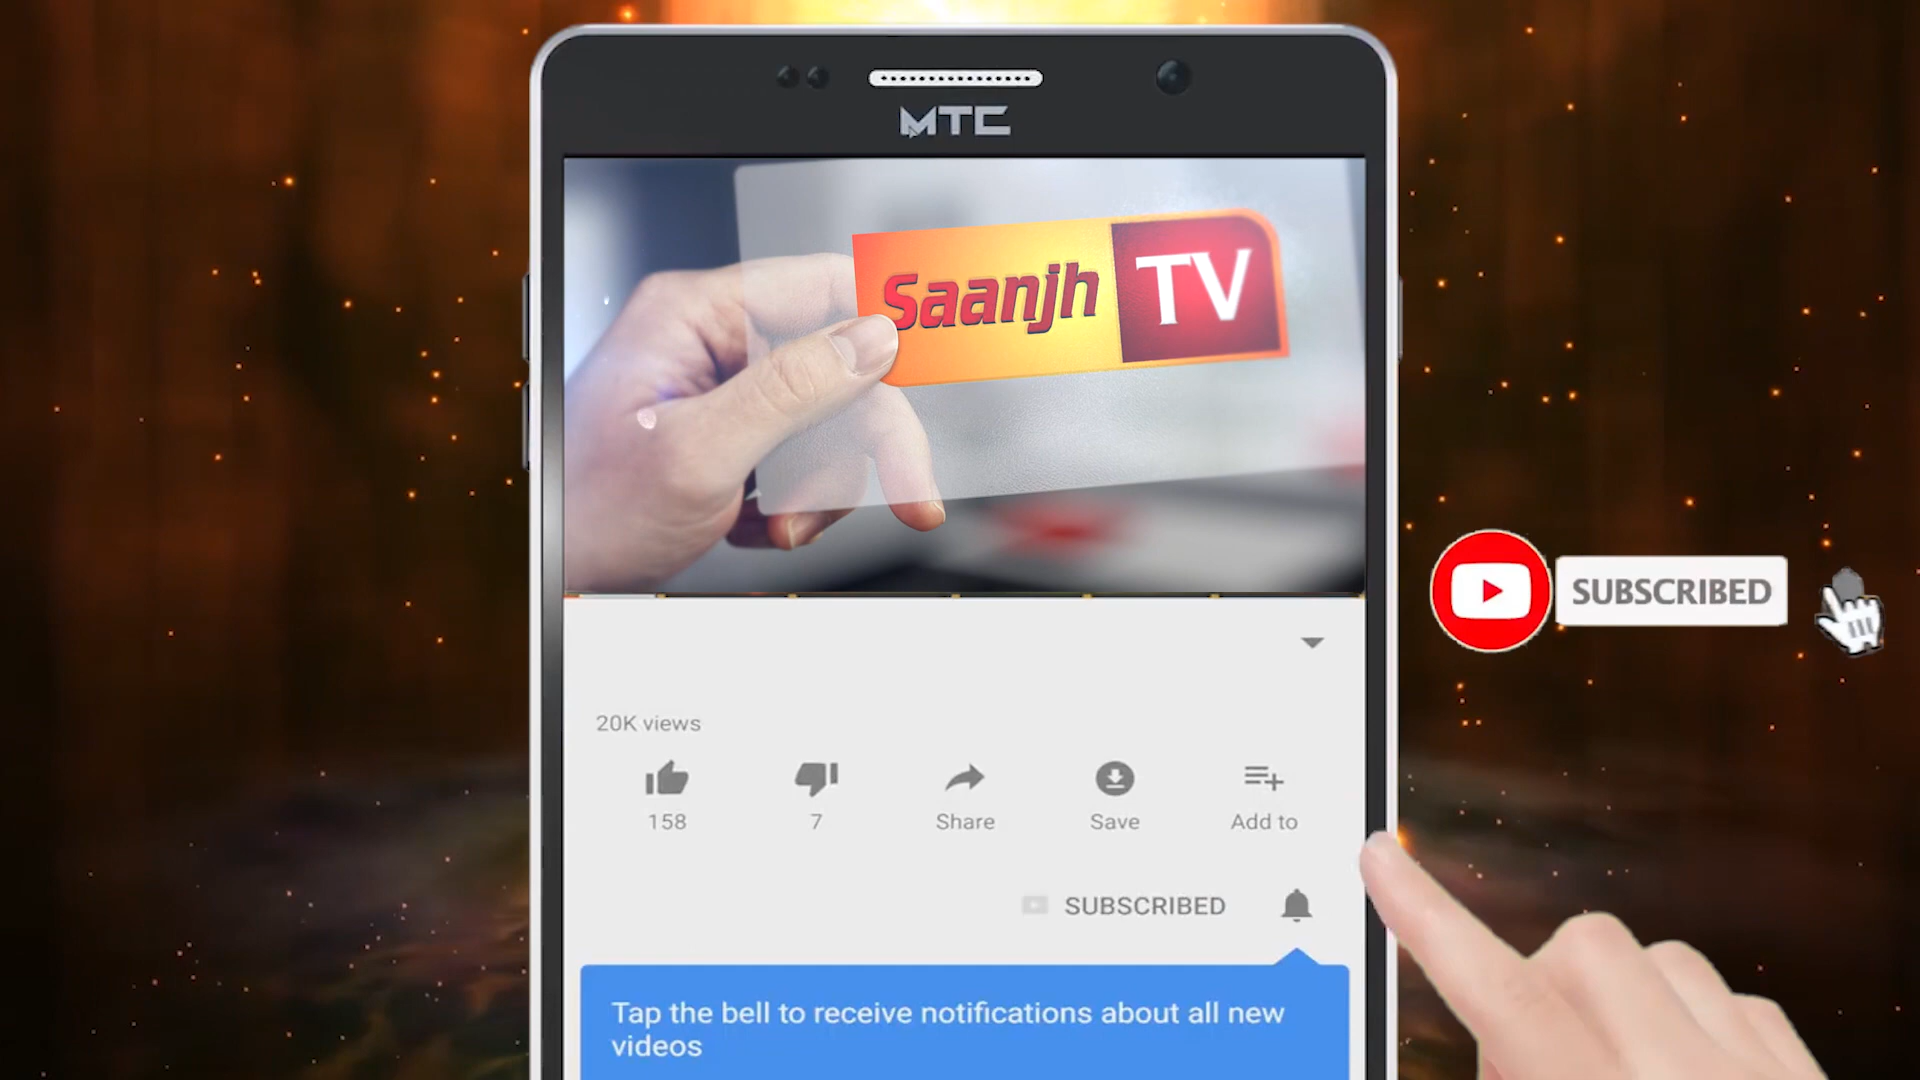 MTC
Saanjh TV
SUBSCRIBED
20K views
158
7
Share
Save
Add to
SUBSCRIBED
Tap the bell to receive notifications about all new
videos